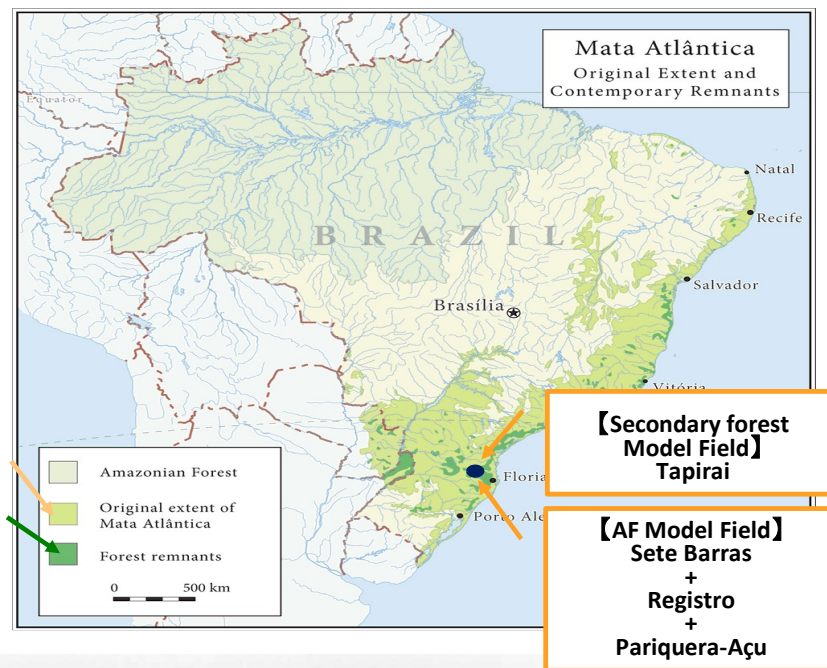 Mata Atlântica
Original Extent and
Contemporary Remnants
Equator
Natal
Recife
BRAZIL
Salvador
Brasília
Vitória
【Secondary forest
Model Field】
Tapirai
Amazonian Forest
Original extent of
Mata Atlântica
Forest remnants
0 500 km
Floria
Porto Ale
【AF Model Field】
Sete Barras
+
Registro
+
Pariquera-Açu